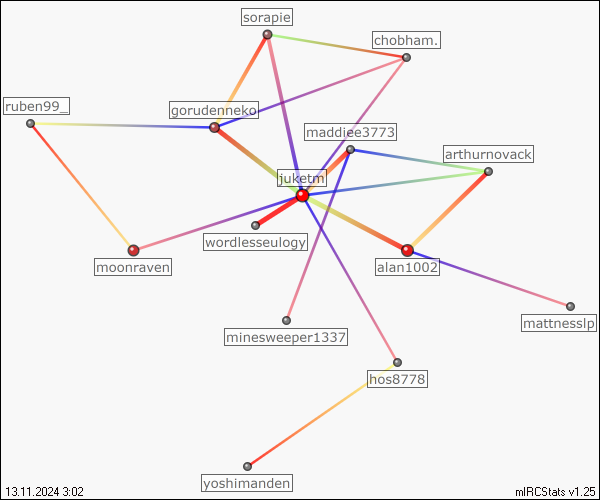 sorapie
chobham.
ruben99_
gorudenneko
maddiee3773
arthurnovack
juketm
wordlesseulogy
moonraven
alan1002
mattnesslp
minesweeper1337
hos8778
yoshimanden
13.11.2024 3:02
mIRCStats v1.25